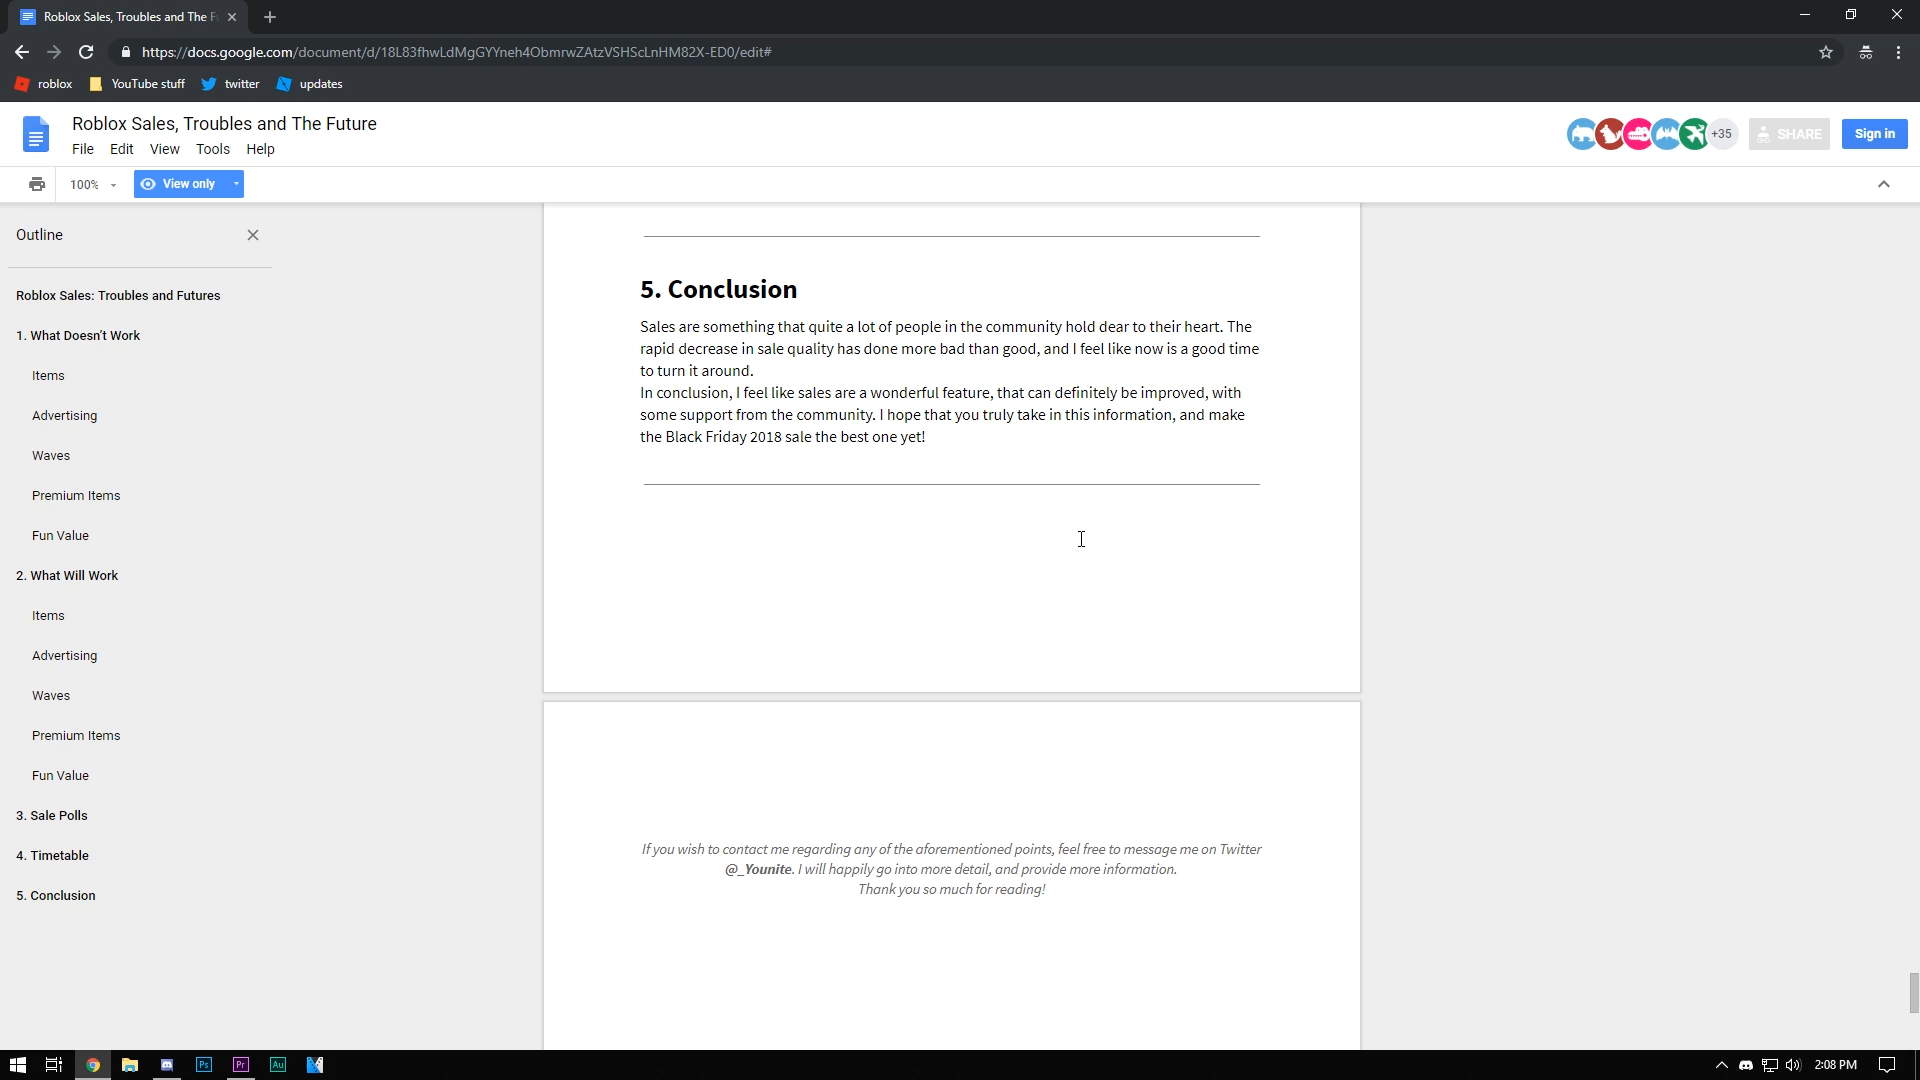 Roblox Sales, Troubles and The F
https://docs.google.com/document/d/18L83fhwLdMgGYYneh4ObmrwZAtzVSHScLnHM82X-ED0/edit#
roblox
YouTube stuff
twitter
updates
Roblox Sales, Troubles and The Future
File
Edit
View
Tools
Help
+35
SHARE
Sign in
100%
View only
Outline
Roblox Sales: Troubles and Futures
1. What Doesn't Work
Items
Advertising
Waves
Premium Items
Fun Value
2. What Will Work
Items
Advertising
Waves
Premium Items
Fun Value
3. Sale Polls
4. Timetable
5. Conclusion
5. Conclusion
Sales are something that quite a lot of people in the community hold dear to their heart. The
rapid decrease in sale quality has done more bad than good, and I feel like now is a good time
to turn it around.
In conclusion, I feel like sales are a wonderful feature, that can definitely be improved, with
some support from the community. I hope that you truly take in this information, and make
the Black Friday 2018 sale the best one yet!
If you wish to contact me regarding any of the aforementioned points, feel free to message me on Twitter
@_Younite. I will happily go into more detail, and provide more information.
Thank you so much for reading!
Ps
Pr
Au
2:08 PM